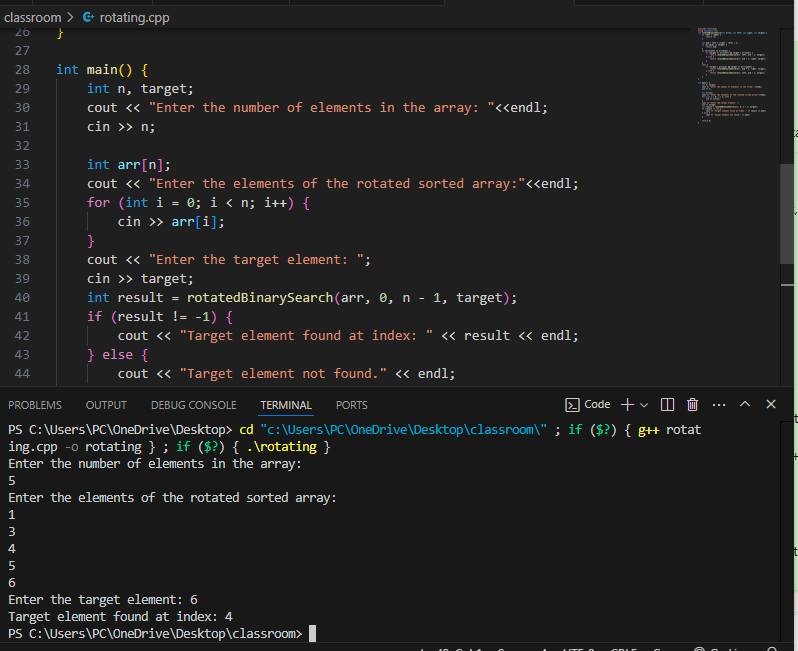 classroom > rotating.cpp
26 }
27
28 int main() {
29 int n, target;
30 cout << "Enter the number of elements in the array: "<<endl;
31 cin >> n;
32
33 int arr[n];
34 cout << "Enter the elements of the rotated sorted array:"<<endl;
35 for (int i = 0; i < n; i++) {
36 cin >> arr[i];
37 }
38 cout << "Enter the target element: ";
39 cin >> target;
40 int result = rotatedBinarySearch(arr, 0, n - 1, target);
41 if (result != -1) {
42 cout << "Target element found at index: " << result << endl;
43 } else {
44 cout << "Target element not found." << endl;
PROBLEMS OUTPUT DEBUG CONSOLE TERMINAL PORTS Code
PS C:\Users\PC\OneDrive\Desktop> cd "c:\Users\PC\OneDrive\Desktop\classroom\" ; if ($?) { g++ rotat
ing.cpp -o rotating } ; if ($?) { .\rotating }
Enter the number of elements in the array:
5
Enter the elements of the rotated sorted array:
1
3
4
5
6
Enter the target element: 6
Target element found at index: 4
PS C:\Users\PC\OneDrive\Desktop\classroom>